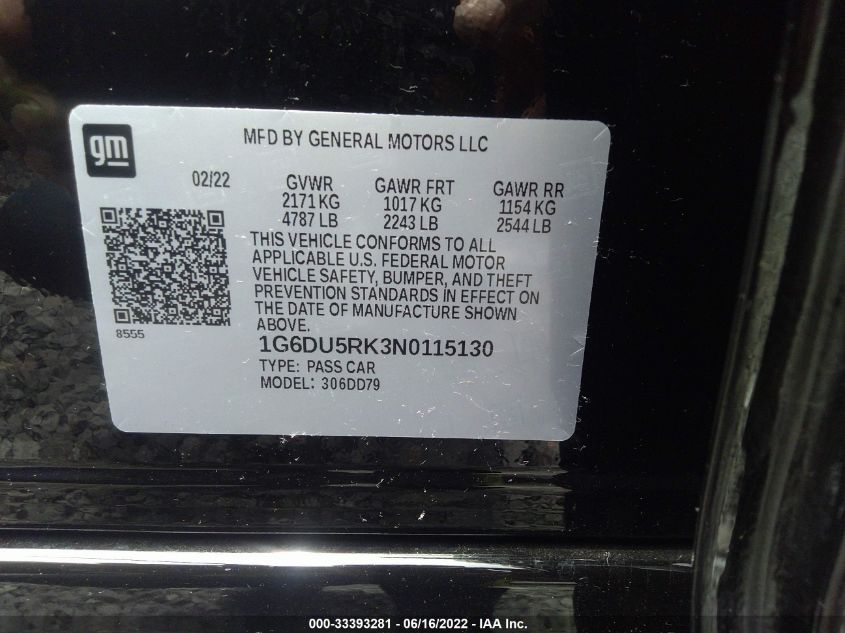 gm
MFD BY GENERAL MOTORS LLC
02/22
GVWR GAWR FRT GAWR RR
2171 KG 1017 KG 1154 KG
4787 LB 2243 LB 2544 LB
THIS VEHICLE CONFORMS TO ALL
APPLICABLE U.S. FEDERAL MOTOR
VEHICLE SAFETY, BUMPER, AND THEFT
PREVENTION STANDARDS IN EFFECT ON
THE DATE OF MANUFACTURE SHOWN
ABOVE.
8555
1G6DU5RK3N0115130
TYPE: PASS CAR
MODEL: 306DD79
000-33393281 - 06/16/2022 - IAA Inc.